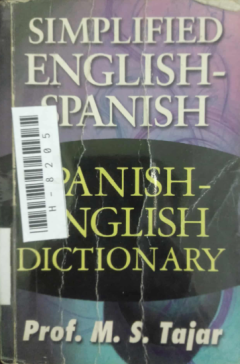 SIMPLIFIED
ENGLISH-
SPANISH
PANISH-
NGLISH
DICTIONARY
H-8205
Prof. M. S. Tajar